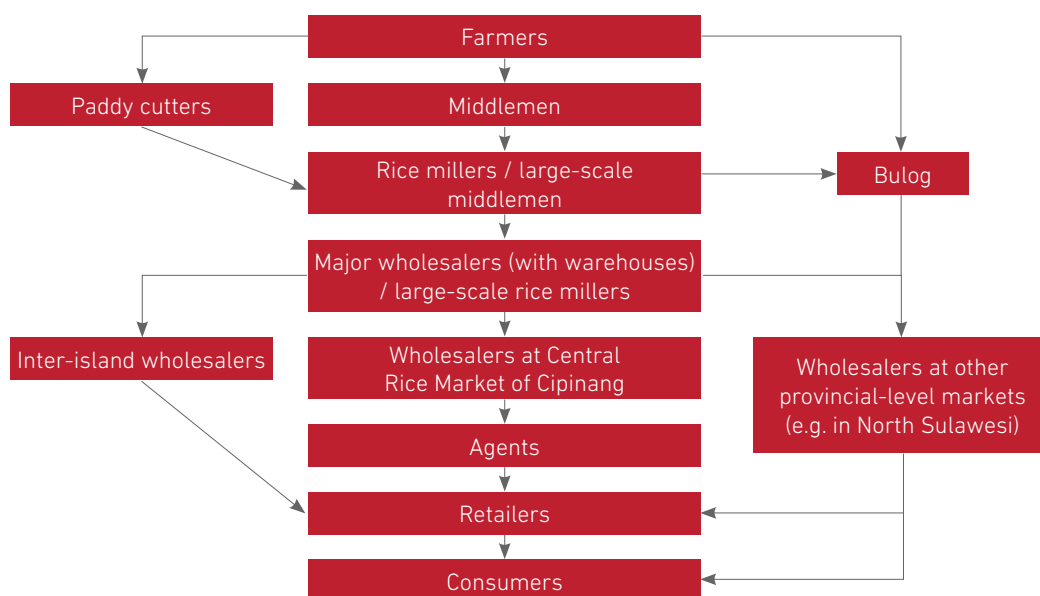 Farmers
Paddy cutters
Middlemen
Rice millers / large-scale
middlemen
Bulog
Major wholesalers (with warehouses)
/ large-scale rice millers
Inter-island wholesalers
Wholesalers at Central
Rice Market of Cipinang
Wholesalers at other
provincial-level markets
(e.g. in North Sulawesi)
Agents
Retailers
Consumers